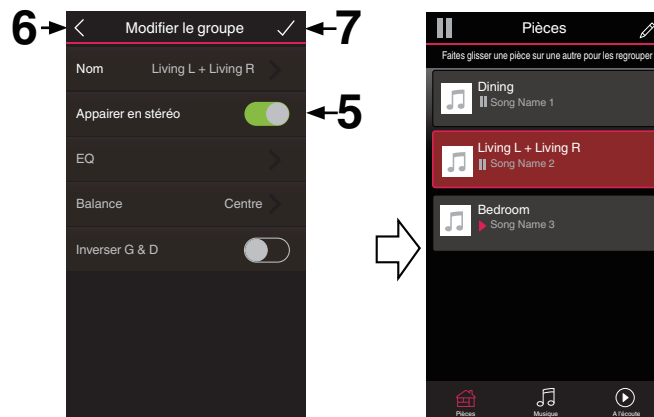 6
Modifier le groupe
7
Nom Living L + Living R
Appairer en stéréo
5
EQ
Balance Centre
Inverser G & D
Pièces
Faites glisser une pièce sur une autre pour les regrouper
Dining
Song Name 1
Living L + Living R
Song Name 2
Bedroom
Song Name 3
Pièces Musique A l'écoute